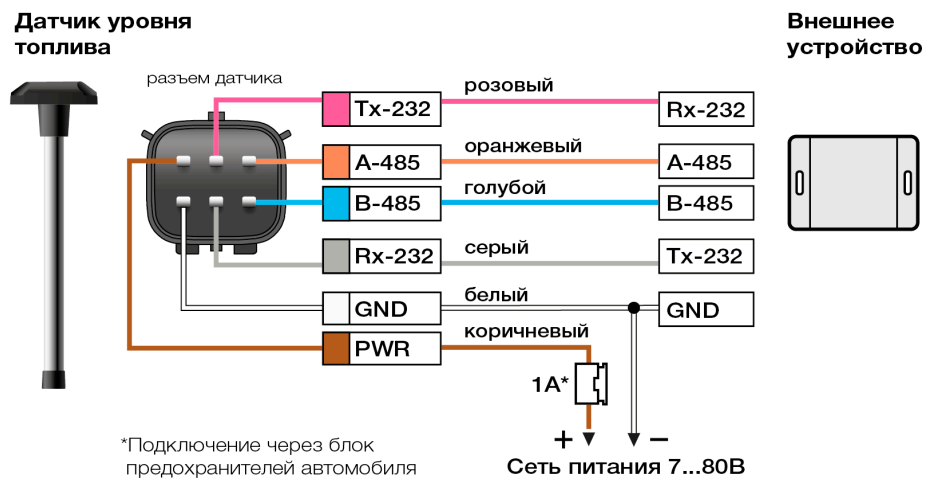 Датчик уровня
топлива
Внешнее
устройство
разъем датчика
розовый
Tx-232
Rx-232
оранжевый
A-485
A-485
голубой
B-485
B-485
серый
Rx-232
Tx-232
белый
GND
GND
коричневый
PWR
1А*
+ −
*Подключение через блок
предохранителей автомобиля
Сеть питания 7...80В